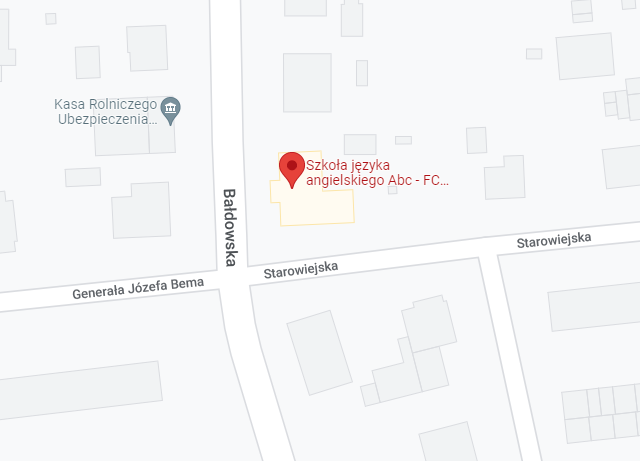 Kasa Rolniczego
Ubezpieczenia...
Szkoła języka
angielskiego Abc - FC...
Bałdowska
Starowiejska
Starowiejska
Generała Józefa Bema